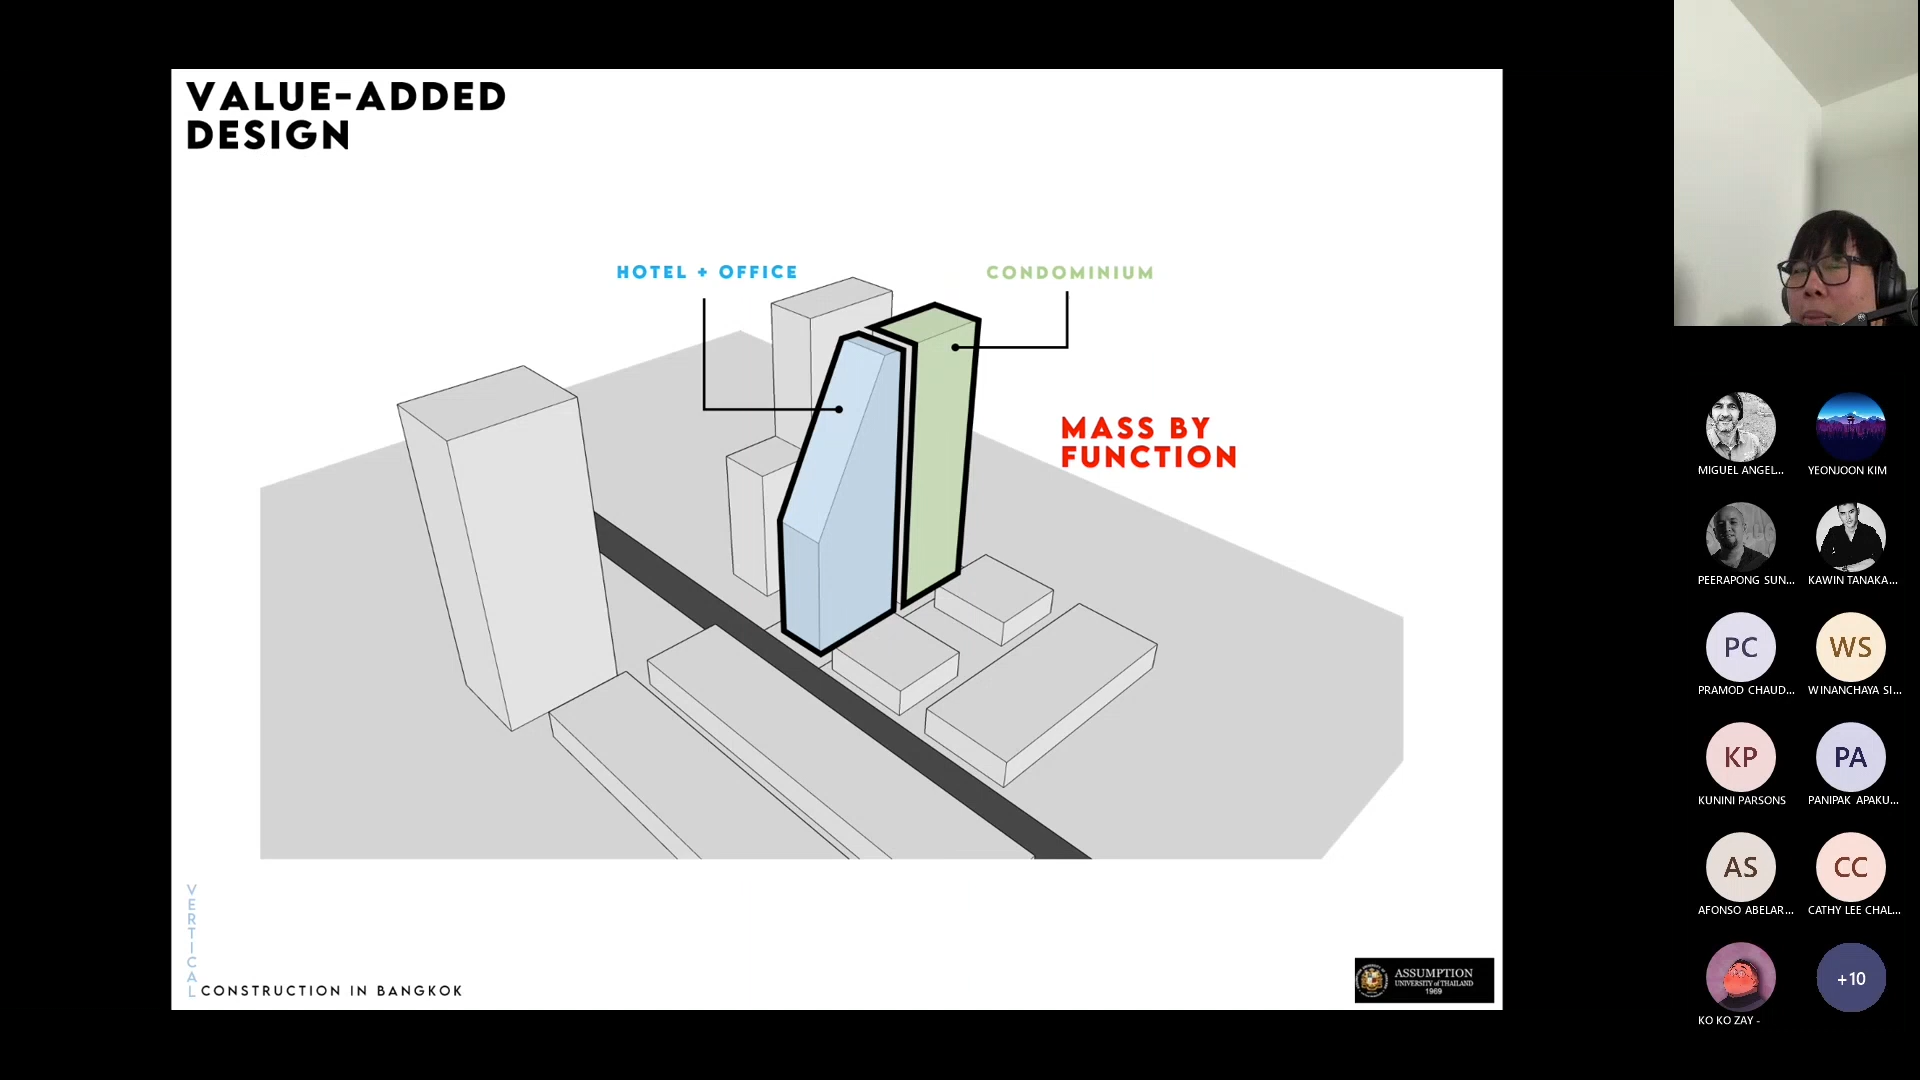 VALUE-ADDED
DESIGN
HOTEL + OFFICE
CONDOMINIUM
MASS BY
FUNCTION
VERTICAL
CONSTRUCTION IN BANGKOK
ASSUMPTION
UNIVERSITY of THAILAND
1969
MIGUEL ANGEL...
YEONJOON KIM
PEERAPONG SUN...
KAWIN TANAKA...
PC
WS
PRAMOD CHAUD...
WINANCHAYA SI...
KP
PA
KUNINI PARSONS
PANIPAK APAKU...
AS
CC
AFONSO ABELAR...
CATHY LEE CHAL...
+10
KO KO ZAY -